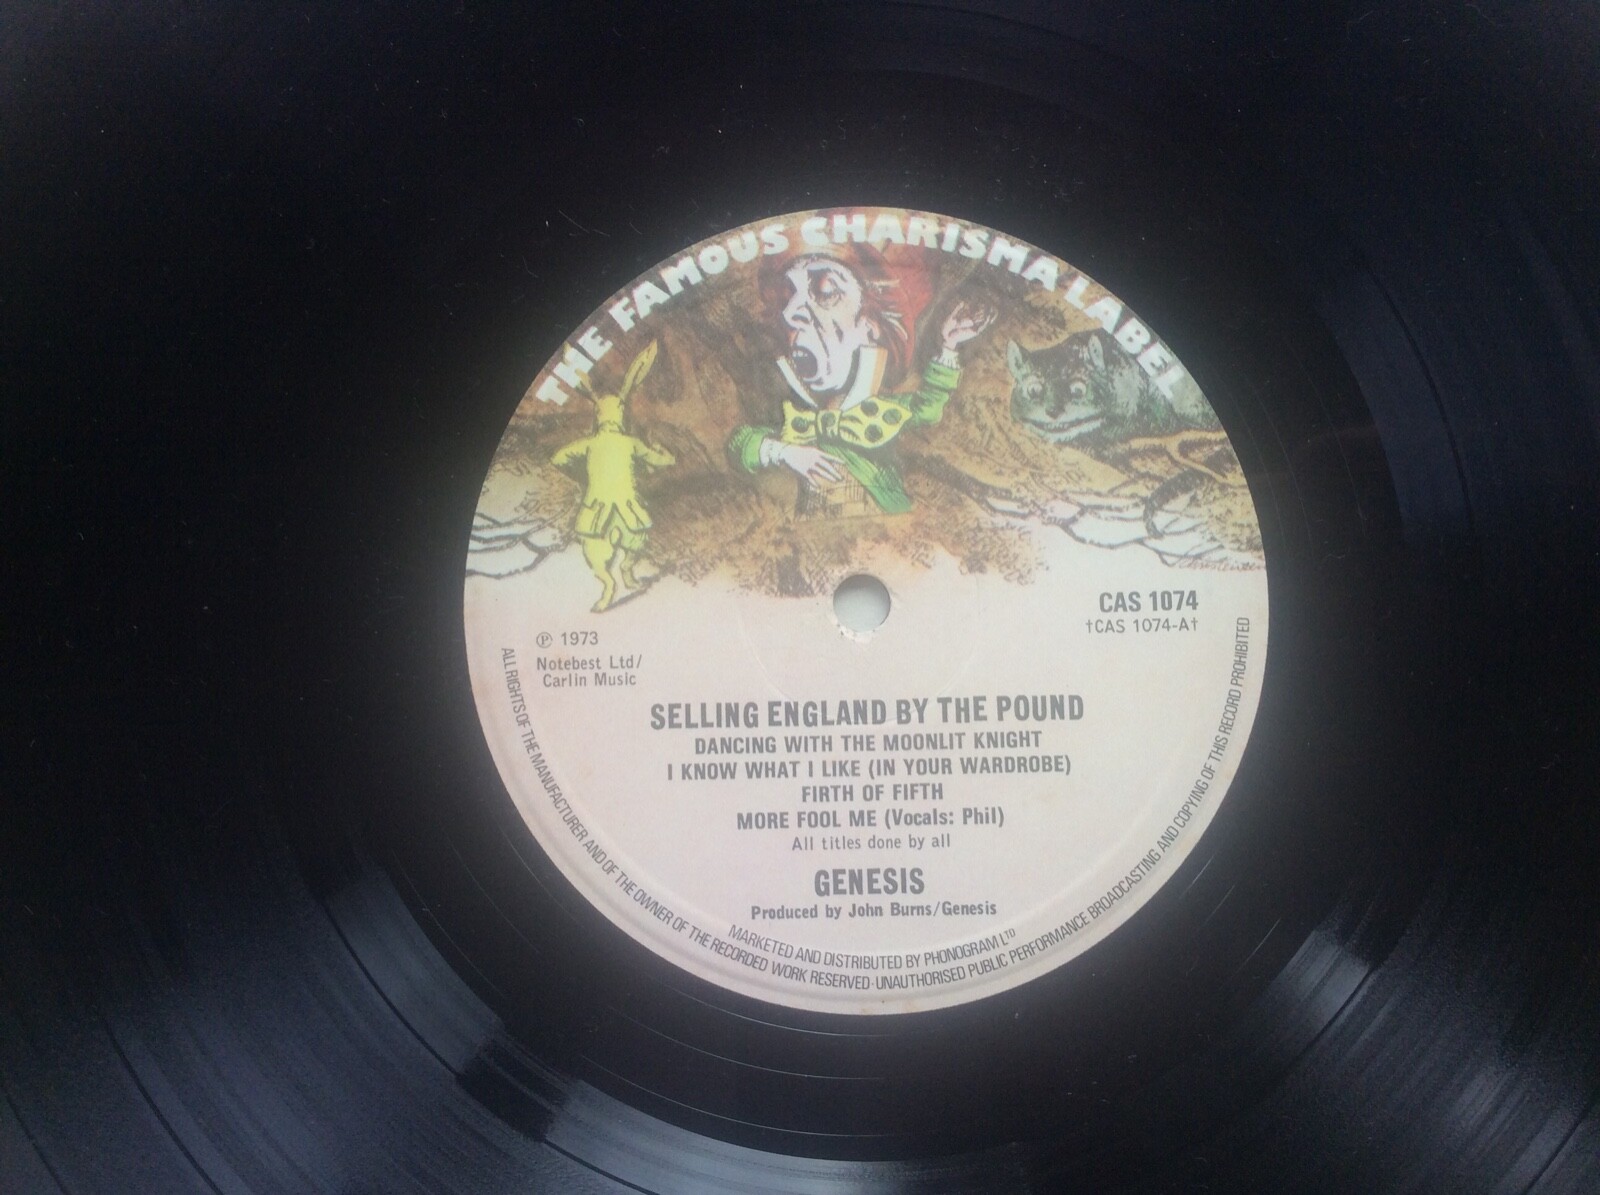 THE FAMOUS CHARISMA LABEL
CAS 1074
†CAS 1074-A†
Ⓟ 1973
Notebest Ltd/
Carlin Music
SELLING ENGLAND BY THE POUND
DANCING WITH THE MOONLIT KNIGHT
I KNOW WHAT I LIKE (IN YOUR WARDROBE)
FIRTH OF FIFTH
MORE FOOL ME (Vocals: Phil)
All titles done by all
GENESIS
Produced by John Burns/Genesis
MARKETED AND DISTRIBUTED BY PHONOGRAM LTD
ALL RIGHTS OF THE MANUFACTURER AND OF THE OWNER OF THE RECORDED WORK RESERVED·UNAUTHORISED PUBLIC PERFORMANCE BROADCASTING AND COPYING OF THIS RECORD PROHIBITED